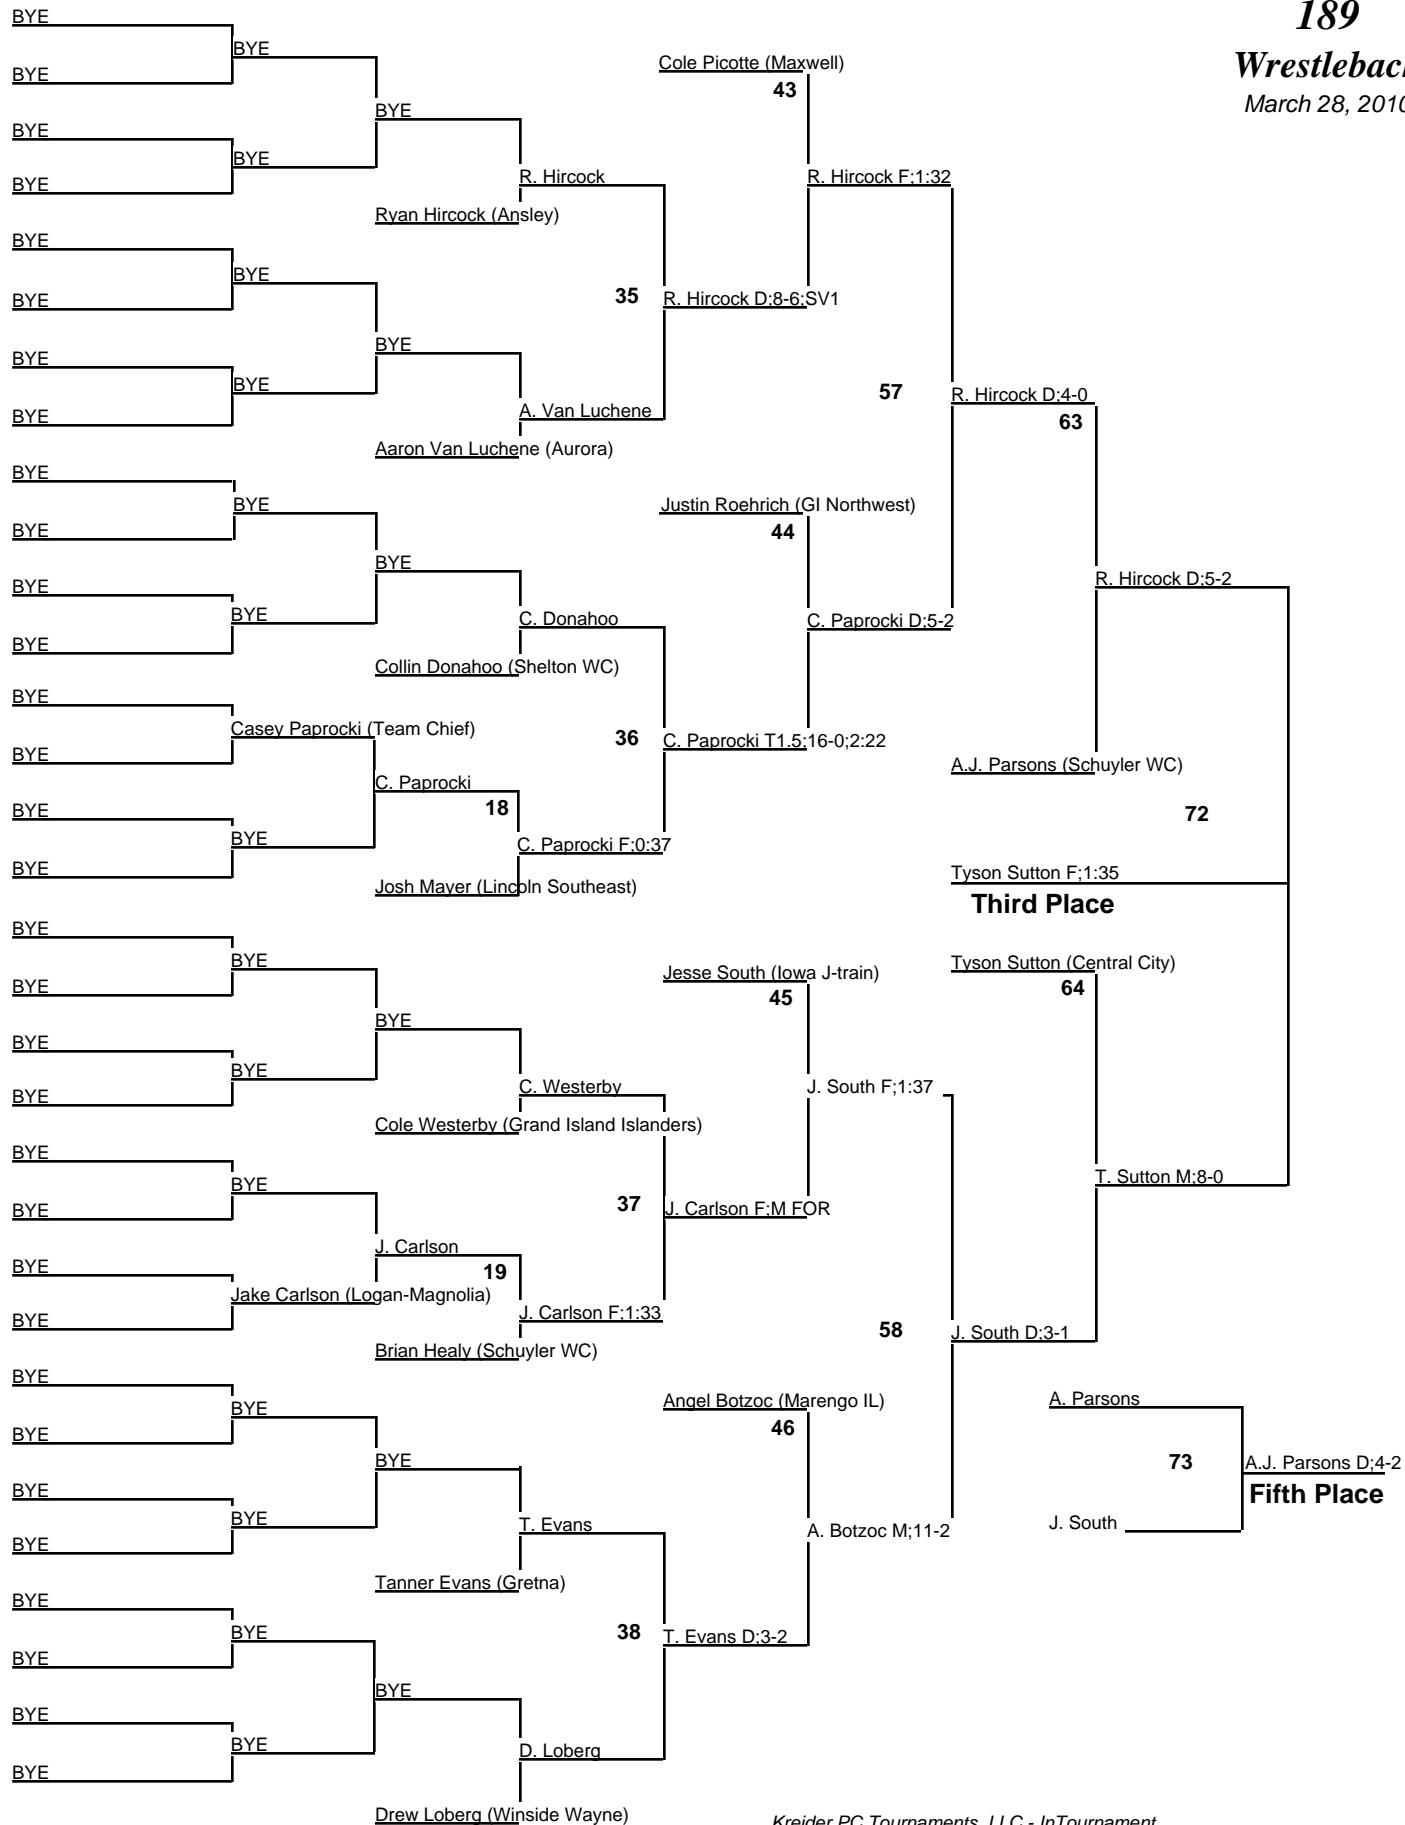 189
Wrestleback
March 28, 2010
BYE
BYE
BYE
Cole Picotte (Maxwell)
43
BYE
BYE
BYE
BYE
R. Hircock
R. Hircock F;1:32
BYE
Ryan Hircock (Ansley)
BYE
BYE
BYE
35
R. Hircock D;8-6;SV1
BYE
BYE
BYE
BYE
57
R. Hircock D;4-0
A. Van Luchene
BYE
63
Aaron Van Luchene (Aurora)
BYE
BYE
Justin Roehrich (GI Northwest)
BYE
44
BYE
R. Hircock D;5-2
BYE
BYE
C. Donahoo
C. Paprocki D;5-2
BYE
Collin Donahoo (Shelton WC)
BYE
Casey Paprocki (Team Chief)
36
C. Paprocki T1.5;16-0;2:22
BYE
A.J. Parsons (Schuyler WC)
C. Paprocki
BYE
18
72
BYE
C. Paprocki F;0:37
BYE
Tyson Sutton F;1:35
Josh Mayer (Lincoln Southeast)
Third Place
BYE
BYE
Jesse South (Iowa J-train)
Tyson Sutton (Central City)
BYE
45
64
BYE
BYE
BYE
C. Westerby
J. South F;1:37
BYE
Cole Westerby (Grand Island Islanders)
BYE
T. Sutton M;8-0
BYE
37
J. Carlson F;M FOR
BYE
J. Carlson
BYE
19
Jake Carlson (Logan-Magnolia)
BYE
J. Carlson F;1:33
58
J. South D;3-1
Brian Healy (Schuyler WC)
BYE
Angel Botzoc (Marengo IL)
A. Parsons
BYE
46
BYE
BYE
73
A.J. Parsons D;4-2
BYE
Fifth Place
BYE
T. Evans
A. Botzoc M;11-2
J. South
BYE
Tanner Evans (Gretna)
BYE
BYE
38
T. Evans D;3-2
BYE
BYE
BYE
BYE
D. Loberg
BYE
Drew Loberg (Winside Wayne)
Kreider PC Tournaments, LLC - InTournament